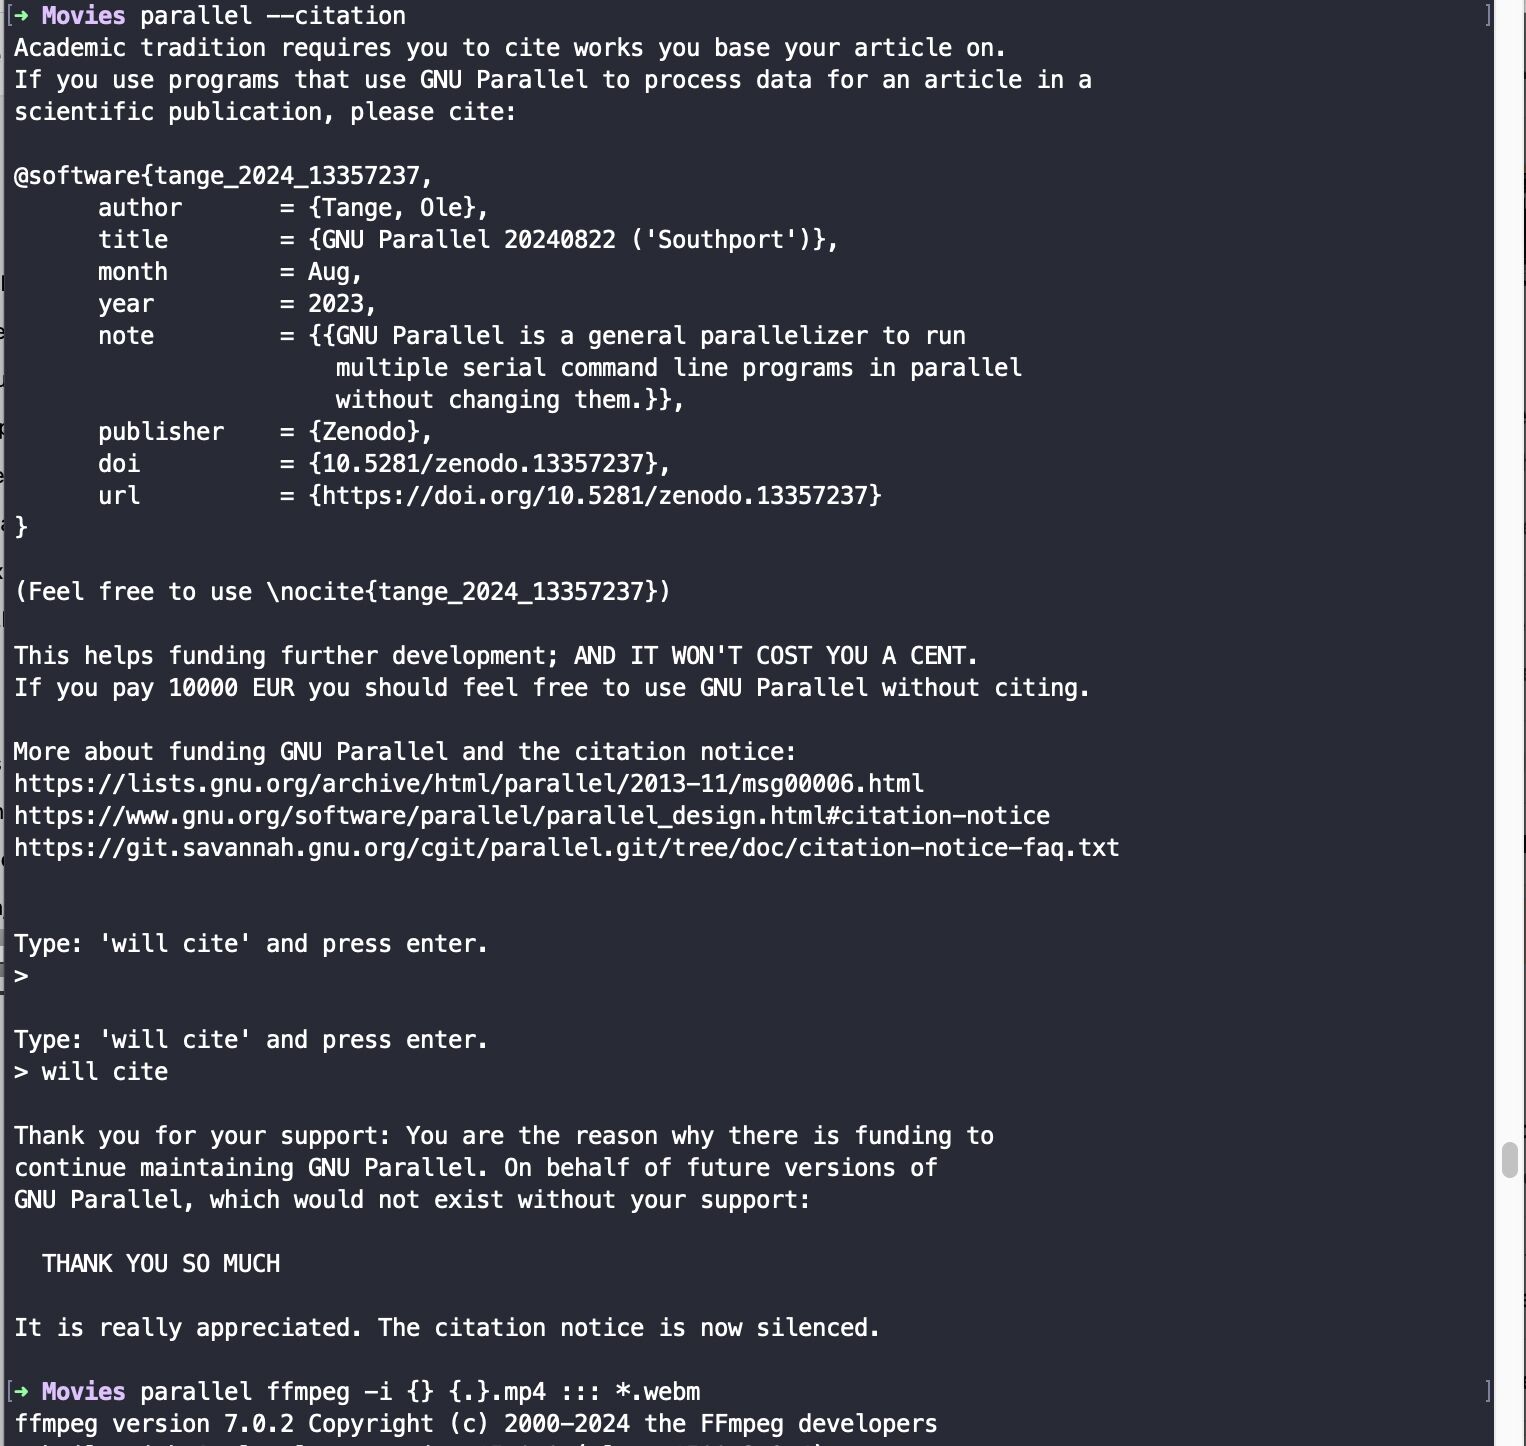 [➜ Movies parallel --citation ]
Academic tradition requires you to cite works you base your article on.
If you use programs that use GNU Parallel to process data for an article in a
scientific publication, please cite:

@software{tange_2024_13357237,
      author       = {Tange, Ole},
      title        = {GNU Parallel 20240822 ('Southport')},
      month        = Aug,
      year         = 2023,
      note         = {{GNU Parallel is a general parallelizer to run
                       multiple serial command line programs in parallel
                       without changing them.}},
      publisher    = {Zenodo},
      doi          = {10.5281/zenodo.13357237},
      url          = {https://doi.org/10.5281/zenodo.13357237}
}

(Feel free to use \nocite{tange_2024_13357237})

This helps funding further development; AND IT WON'T COST YOU A CENT.
If you pay 10000 EUR you should feel free to use GNU Parallel without citing.

More about funding GNU Parallel and the citation notice:
https://lists.gnu.org/archive/html/parallel/2013-11/msg00006.html
https://www.gnu.org/software/parallel/parallel_design.html#citation-notice
https://git.savannah.gnu.org/cgit/parallel.git/tree/doc/citation-notice-faq.txt


Type: 'will cite' and press enter.
>

Type: 'will cite' and press enter.
> will cite

Thank you for your support: You are the reason why there is funding to
continue maintaining GNU Parallel. On behalf of future versions of
GNU Parallel, which would not exist without your support:

  THANK YOU SO MUCH

It is really appreciated. The citation notice is now silenced.

[➜ Movies parallel ffmpeg -i {} {.}.mp4 ::: *.webm ]
ffmpeg version 7.0.2 Copyright (c) 2000-2024 the FFmpeg developers